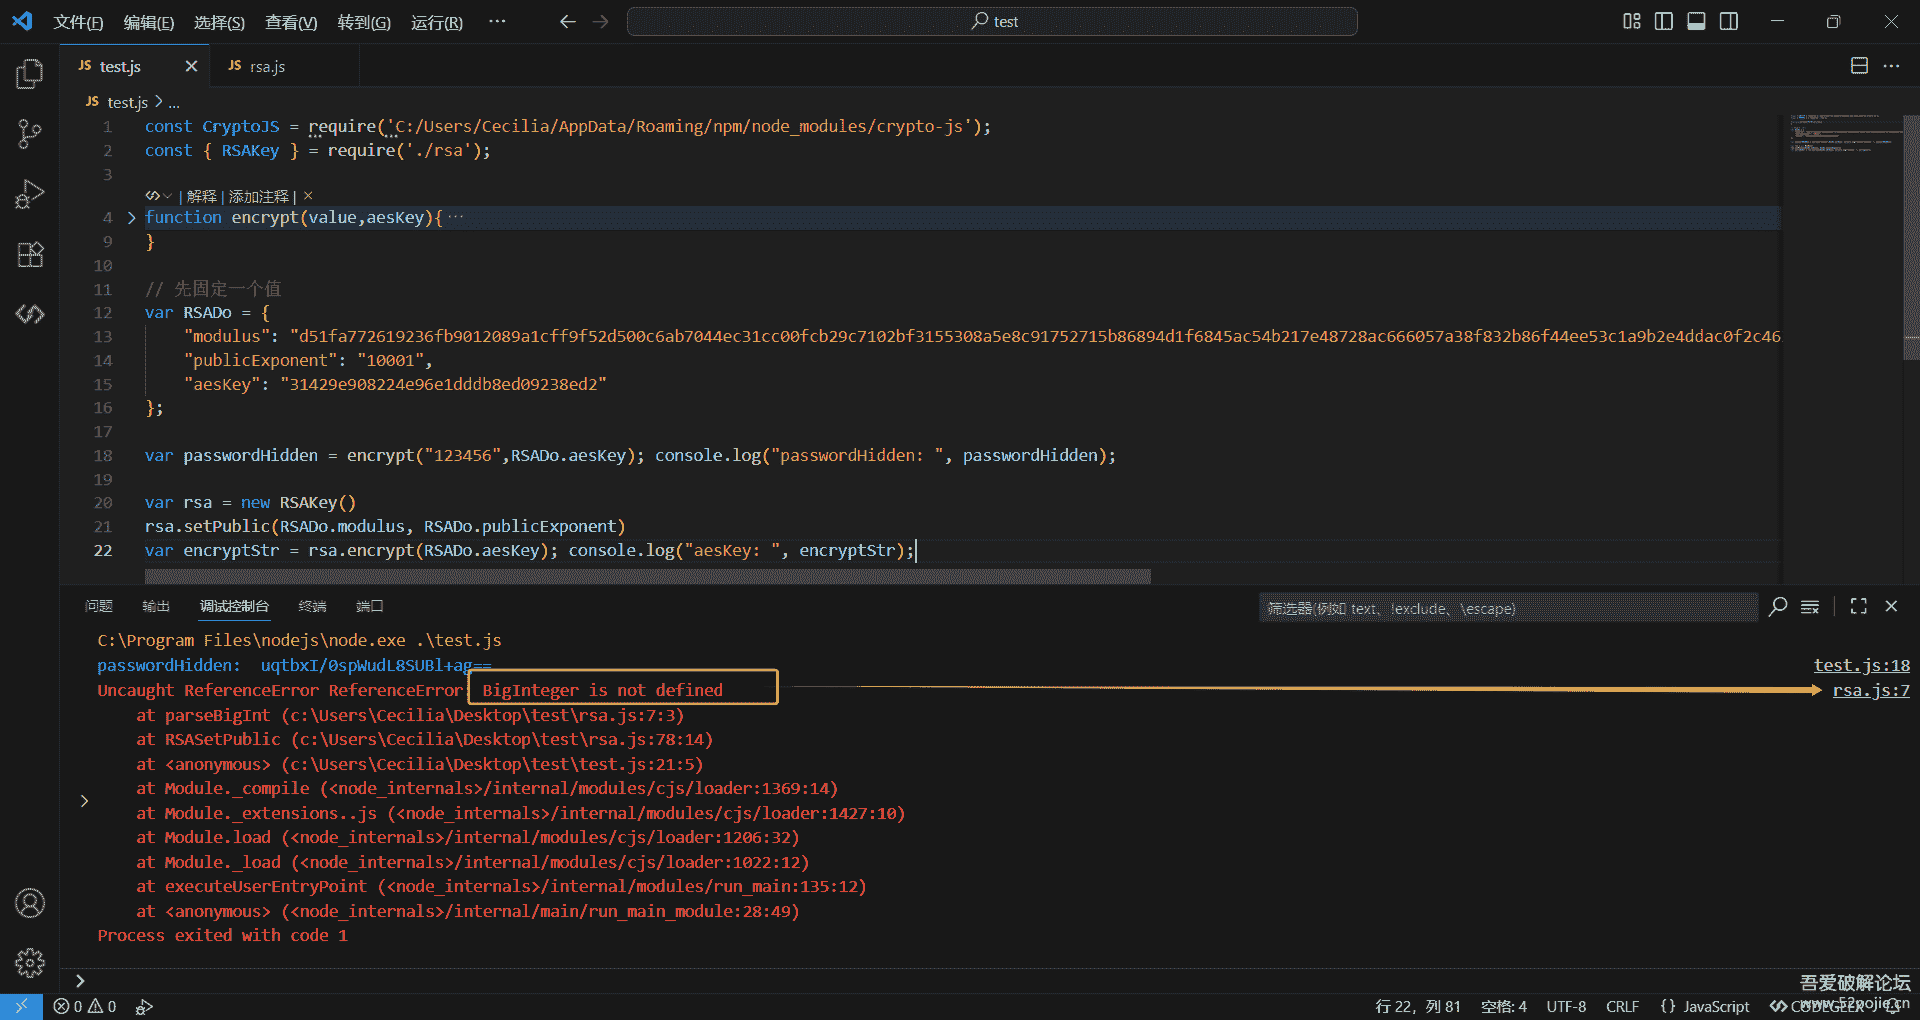 文件(F) 编辑(E) 选择(S) 查看(V) 转到(G) 运行(R) ··· test
JS test.js JS rsa.js
JS test.js > ...
1 const CryptoJS = require('C:/Users/Cecilia/AppData/Roaming/npm/node_modules/crypto-js');
2 const { RSAKey } = require('./rsa');
3
解释 | 添加注释 | ×
4 function encrypt(value,aesKey){ ···
9 }
10
11 // 先固定一个值
12 var RSADo = {
13 "modulus": "d51fa772619236fb9012089a1cff9f52d500c6ab7044ec31cc00fcb29c7102bf3155308a5e8c91752715b86894d1f6845ac54b217e48728ac666057a38f832b86f44ee53c1a9b2e4ddac0f2c46
14 "publicExponent": "10001",
15 "aesKey": "31429e908224e96e1dddb8ed09238ed2"
16 };
17
18 var passwordHidden = encrypt("123456",RSADo.aesKey); console.log("passwordHidden: ", passwordHidden);
19
20 var rsa = new RSAKey()
21 rsa.setPublic(RSADo.modulus, RSADo.publicExponent)
22 var encryptStr = rsa.encrypt(RSADo.aesKey); console.log("aesKey: ", encryptStr);
问题 输出 调试控制台 终端 端口 筛选器(例如 text、!exclude、\escape)
C:\Program Files\nodejs\node.exe .\test.js
passwordHidden: uqtbxI/0spWudL8SUBl+ag== test.js:18
Uncaught ReferenceError ReferenceError: BigInteger is not defined rsa.js:7
at parseBigInt (c:\Users\Cecilia\Desktop\test\rsa.js:7:3)
at RSASetPublic (c:\Users\Cecilia\Desktop\test\rsa.js:78:14)
at <anonymous> (c:\Users\Cecilia\Desktop\test\test.js:21:5)
at Module._compile (<node_internals>/internal/modules/cjs/loader:1369:14)
at Module._extensions..js (<node_internals>/internal/modules/cjs/loader:1427:10)
at Module.load (<node_internals>/internal/modules/cjs/loader:1206:32)
at Module._load (<node_internals>/internal/modules/cjs/loader:1022:12)
at executeUserEntryPoint (<node_internals>/internal/modules/run_main:135:12)
at <anonymous> (<node_internals>/internal/main/run_main_module:28:49)
Process exited with code 1
吾爱破解论坛
www.52pojie.cn
0 0 行 22，列 81 空格: 4 UTF-8 CRLF {} JavaScript CODEGEEX